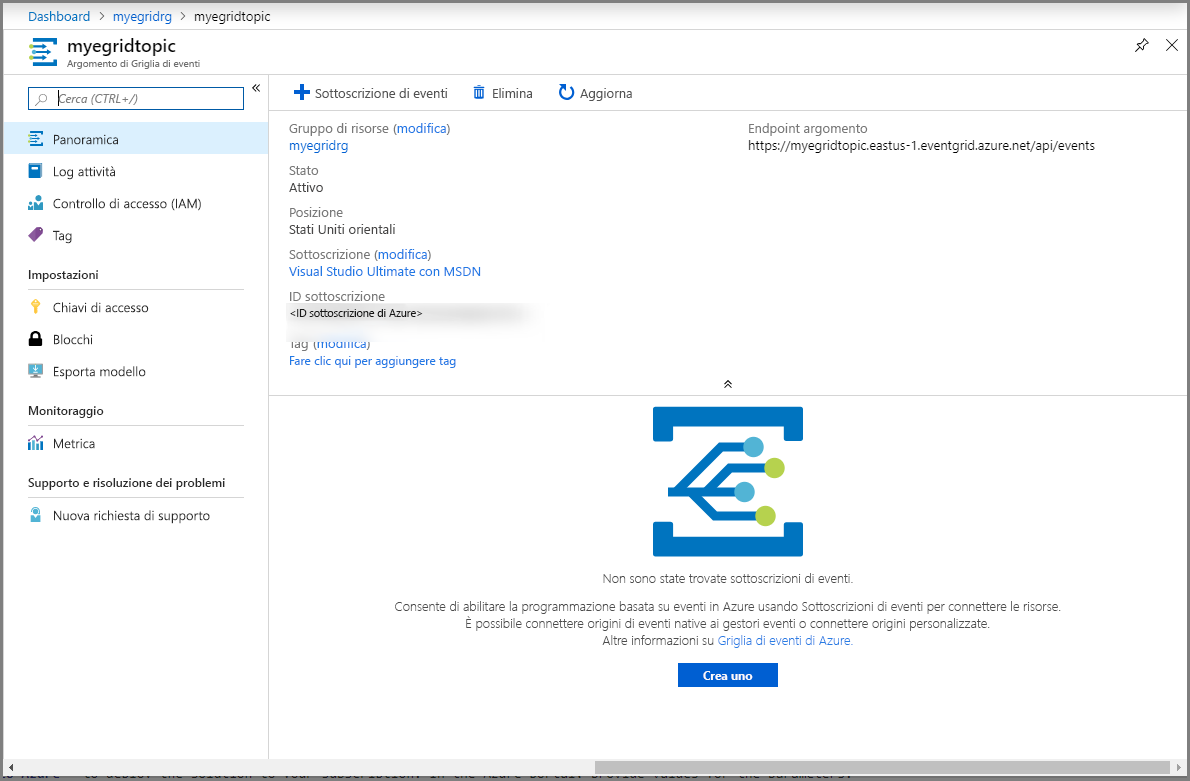 Dashboard > myegridrg > myegridtopic
myegridtopic
Argomento di Griglia di eventi
Cerca (CTRL+/)
«
Panoramica
Log attività
Controllo di accesso (IAM)
Tag
Impostazioni
Chiavi di accesso
Blocchi
Esporta modello
Monitoraggio
Metrica
Supporto e risoluzione dei problemi
Nuova richiesta di supporto
Sottoscrizione di eventi
Elimina
Aggiorna
Gruppo di risorse (modifica)
myegridrg
Stato
Attivo
Posizione
Stati Uniti orientali
Sottoscrizione (modifica)
Visual Studio Ultimate con MSDN
ID sottoscrizione
<ID sottoscrizione di Azure>
Tag (modifica)
Fare clic qui per aggiungere tag
Endpoint argomento
https://myegridtopic.eastus-1.eventgrid.azure.net/api/events
Non sono state trovate sottoscrizioni di eventi.
Consente di abilitare la programmazione basata su eventi in Azure usando Sottoscrizioni di eventi per connettere le risorse.
È possibile connettere origini di eventi native ai gestori eventi o connettere origini personalizzate.
Altre informazioni su Griglia di eventi di Azure.
Crea uno